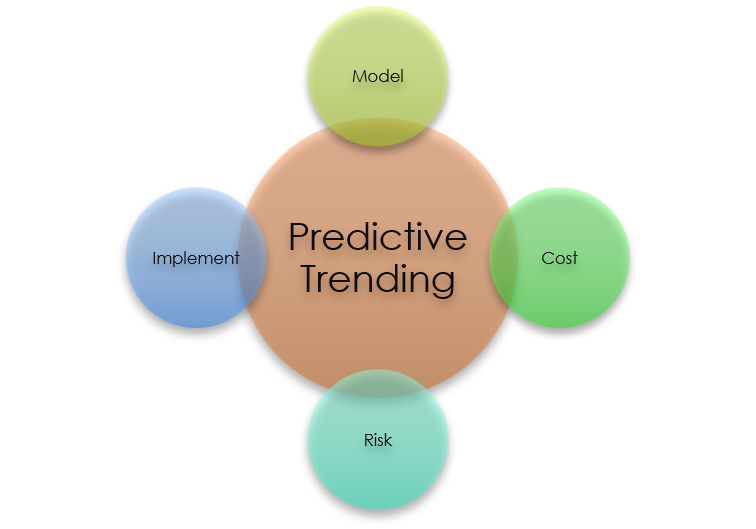 Model
Implement
Predictive
Trending
Cost
Risk